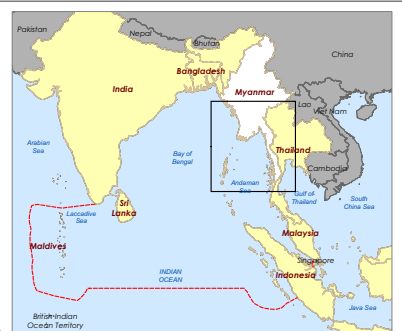 Pakistan
Nepal
Bhutan
China
Bangladesh
India
Myanmar
Lao
Viet Nam
Arabian
Sea
Bay of
Bengal
Thailand
Cambodia
Andaman
Sea
Gulf of
Thailand
South
China Sea
Sri
Lanka
Laccadive
Sea
Malaysia
Maldives
Singapore
INDIAN
OCEAN
Indonesia
Java Sea
British Indian
Ocean Territory